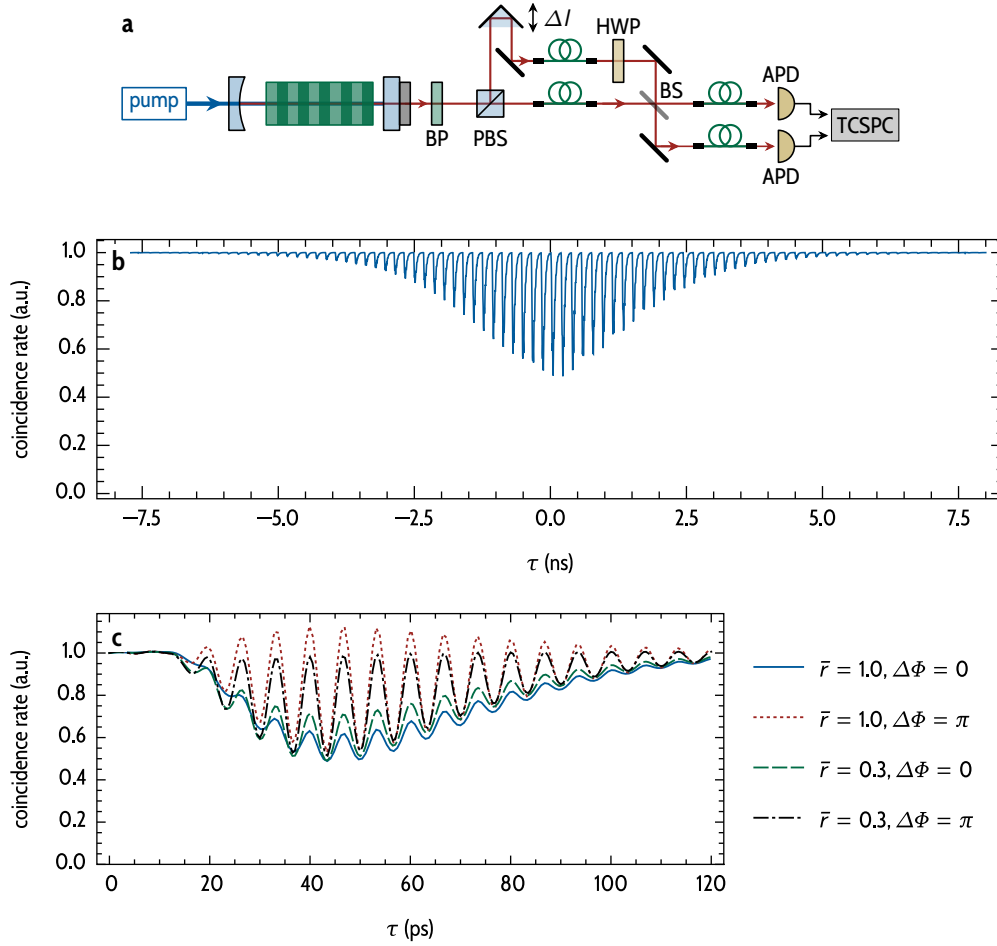 a
Δl
HWP
pump
BP
PBS
BS
APD
TCSPC
APD
b
coincidence rate (a.u.)
1.0
0.8
0.6
0.4
0.2
0.0
−7.5 −5.0 −2.5 0.0 2.5 5.0 7.5
τ (ns)
c
coincidence rate (a.u.)
1.0
0.8
0.6
0.4
0.2
0.0
0 20 40 60 80 100 120
τ (ps)
r̄ = 1.0, ΔΦ = 0
r̄ = 1.0, ΔΦ = π
r̄ = 0.3, ΔΦ = 0
r̄ = 0.3, ΔΦ = π